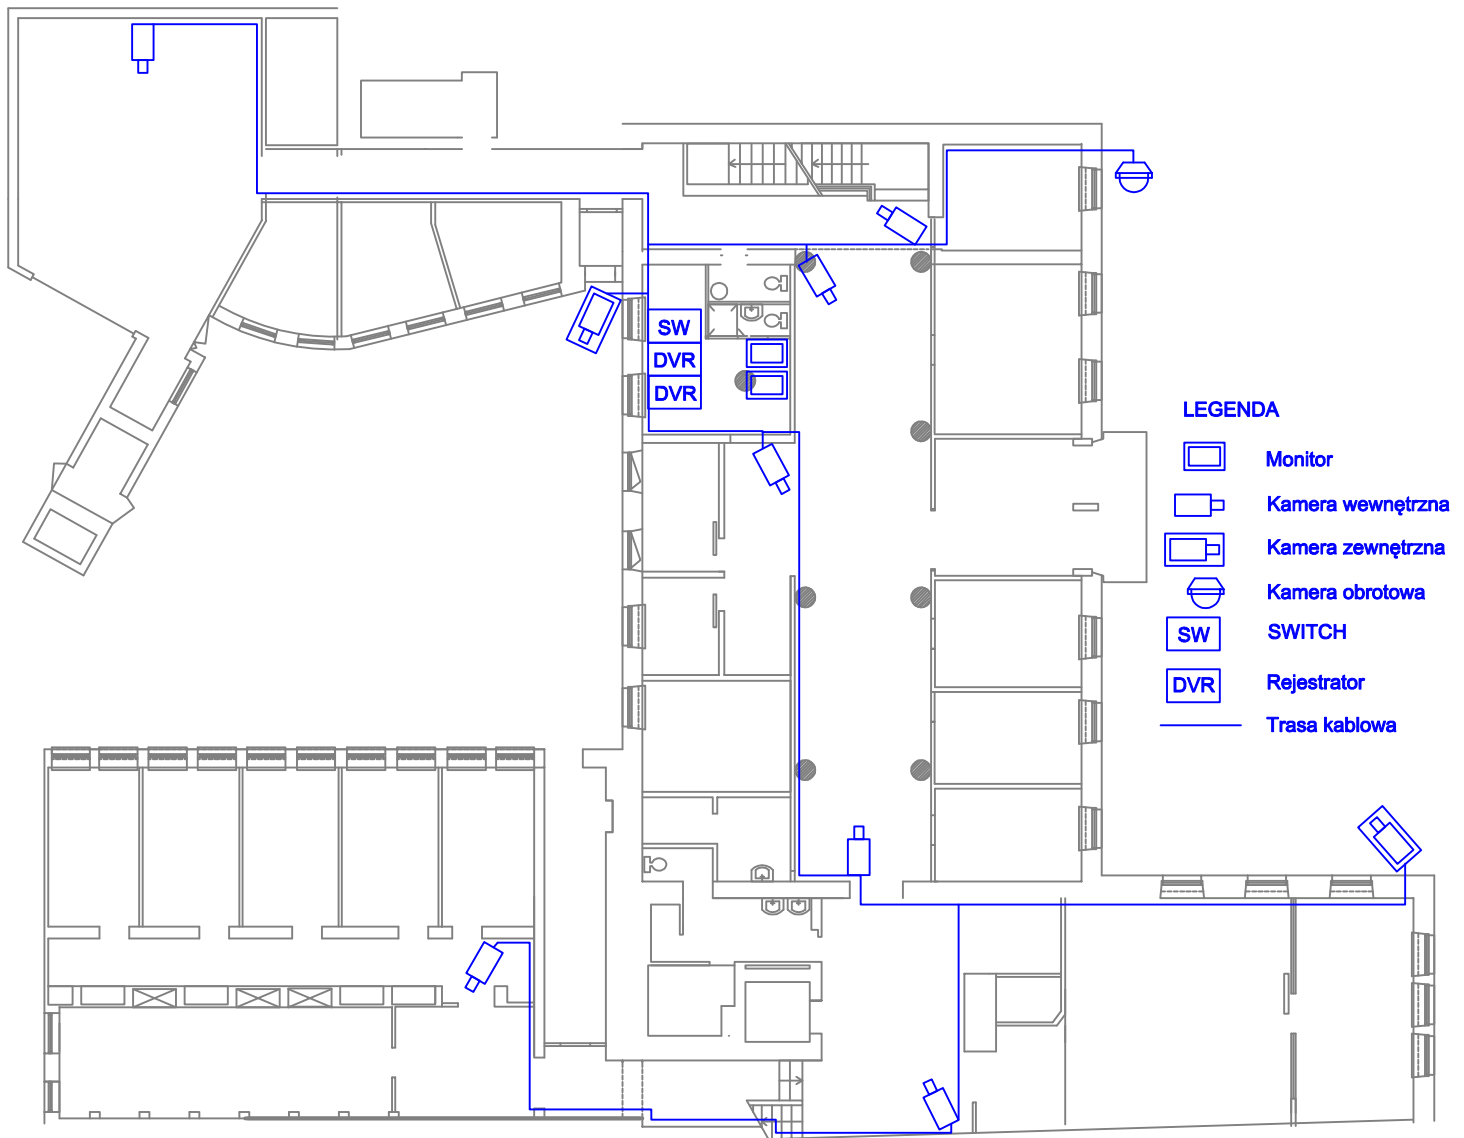 SW
DVR
DVR
LEGENDA
Monitor
Kamera wewnętrzna
Kamera zewnętrzna
Kamera obrotowa
SW SWITCH
DVR Rejestrator
Trasa kablowa